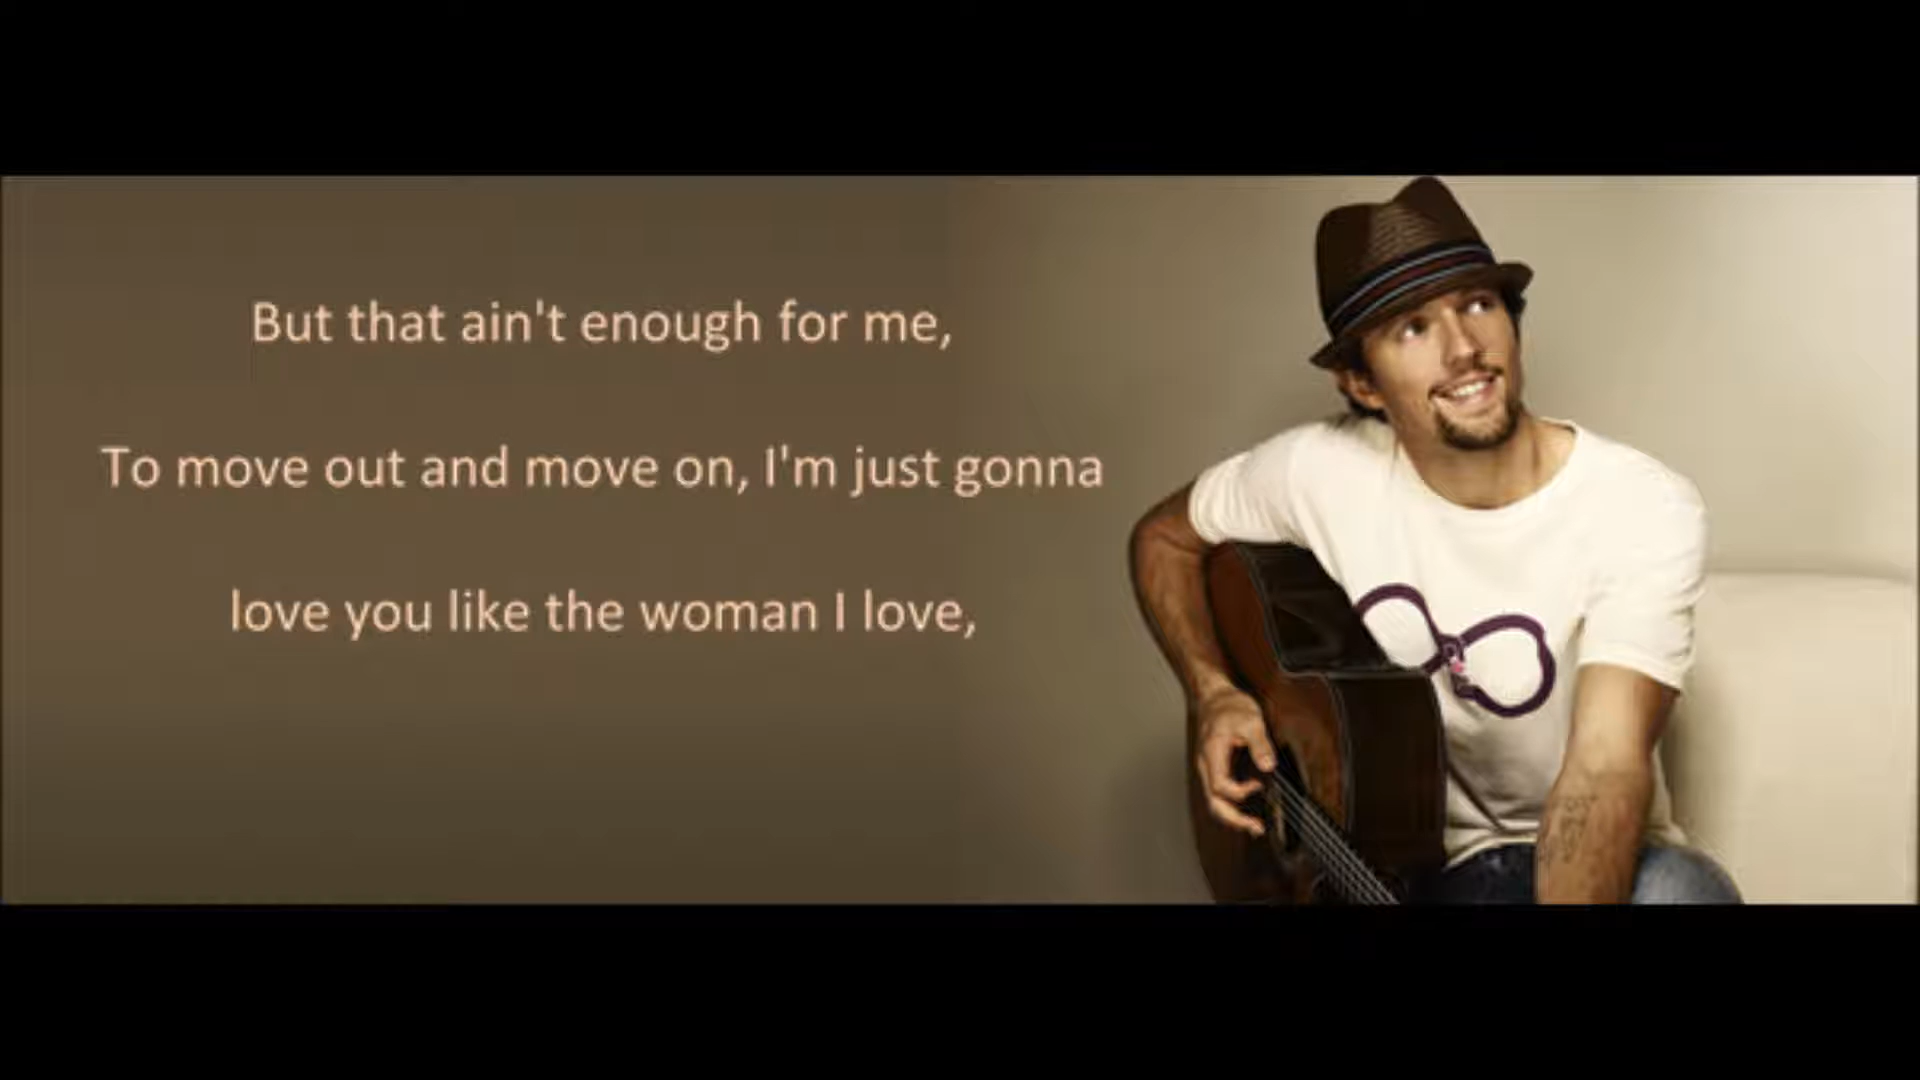 But that ain't enough for me,
To move out and move on, I'm just gonna
love you like the woman I love,